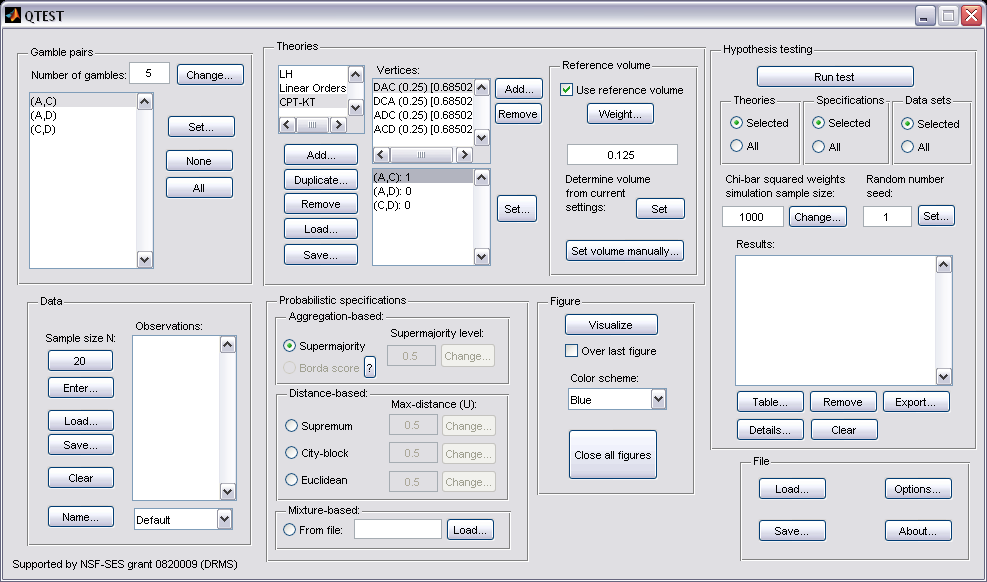 QTEST
Gamble pairs
Number of gambles: 5 Change...
(A,C)
(A,D)
(C,D)
Set...
None
All
Theories
LH
Linear Orders
CPT-KT
Add...
Duplicate...
Remove
Load...
Save...
Vertices:
DAC (0.25) [0.68502
DCA (0.25) [0.68502
ADC (0.25) [0.68502
ACD (0.25) [0.68502
Add...
Remove
(A,C): 1
(A,D): 0
(C,D): 0
Set...
Reference volume
Use reference volume
Weight...
0.125
Determine volume
from current
settings: Set
Set volume manually...
Hypothesis testing
Run test
Theories
Selected
All
Specifications
Selected
All
Data sets
Selected
All
Chi-bar squared weights
simulation sample size:
1000 Change...
Random number
seed:
1 Set...
Results:
Table... Remove Export...
Details... Clear
Data
Sample size N:
20
Enter...
Load...
Save...
Clear
Name...
Observations:
Default
Probabilistic specifications
Aggregation-based:
Supermajority
Borda score ?
Supermajority level:
0.5 Change...
Distance-based:
Max-distance (U):
Supremum 0.5 Change...
City-block 0.5 Change...
Euclidean 0.5 Change...
Mixture-based:
From file: Load...
Figure
Visualize
Over last figure
Color scheme:
Blue
Close all figures
File
Load... Options...
Save... About...
Supported by NSF-SES grant 0820009 (DRMS)